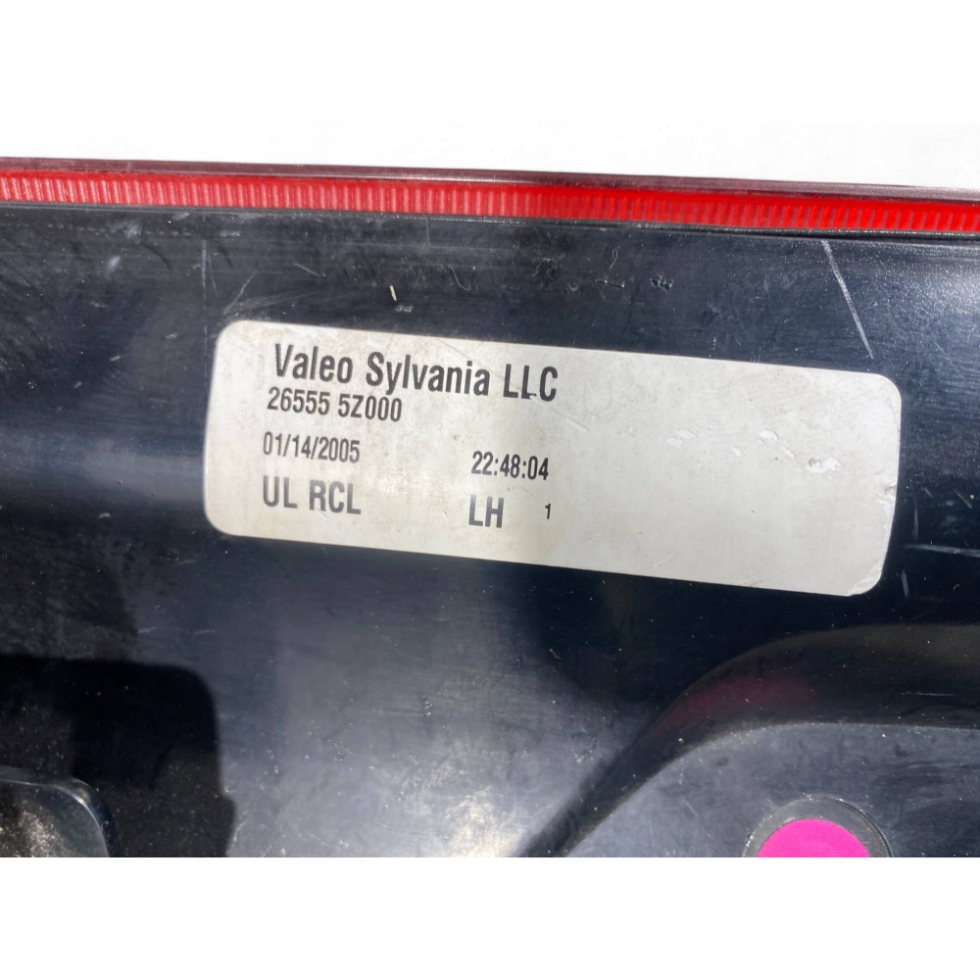 Valeo Sylvania LLC
26555 5Z000
01/14/2005 22:48:04
UL RCL LH 1